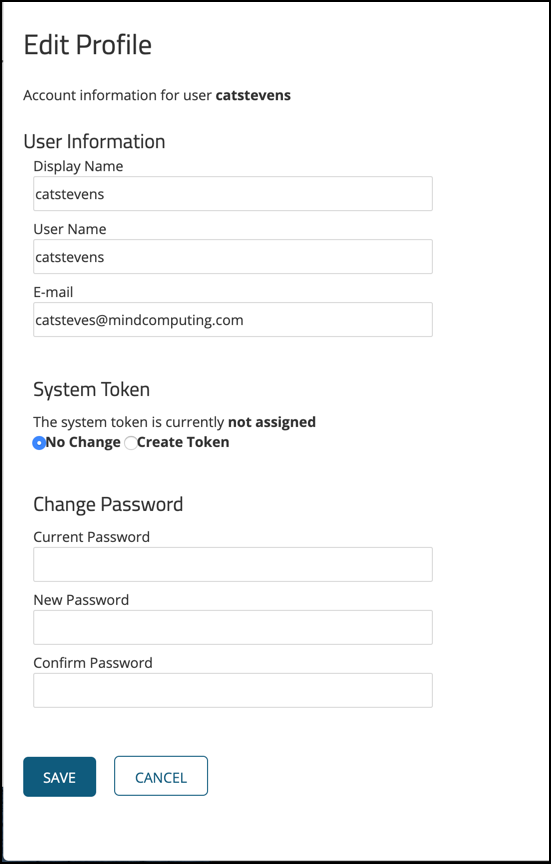 Edit Profile
Account information for user catstevens
User Information
Display Name
catstevens
User Name
catstevens
E-mail
catsteves@mindcomputing.com
System Token
The system token is currently not assigned
No Change Create Token
Change Password
Current Password
New Password
Confirm Password
SAVE CANCEL